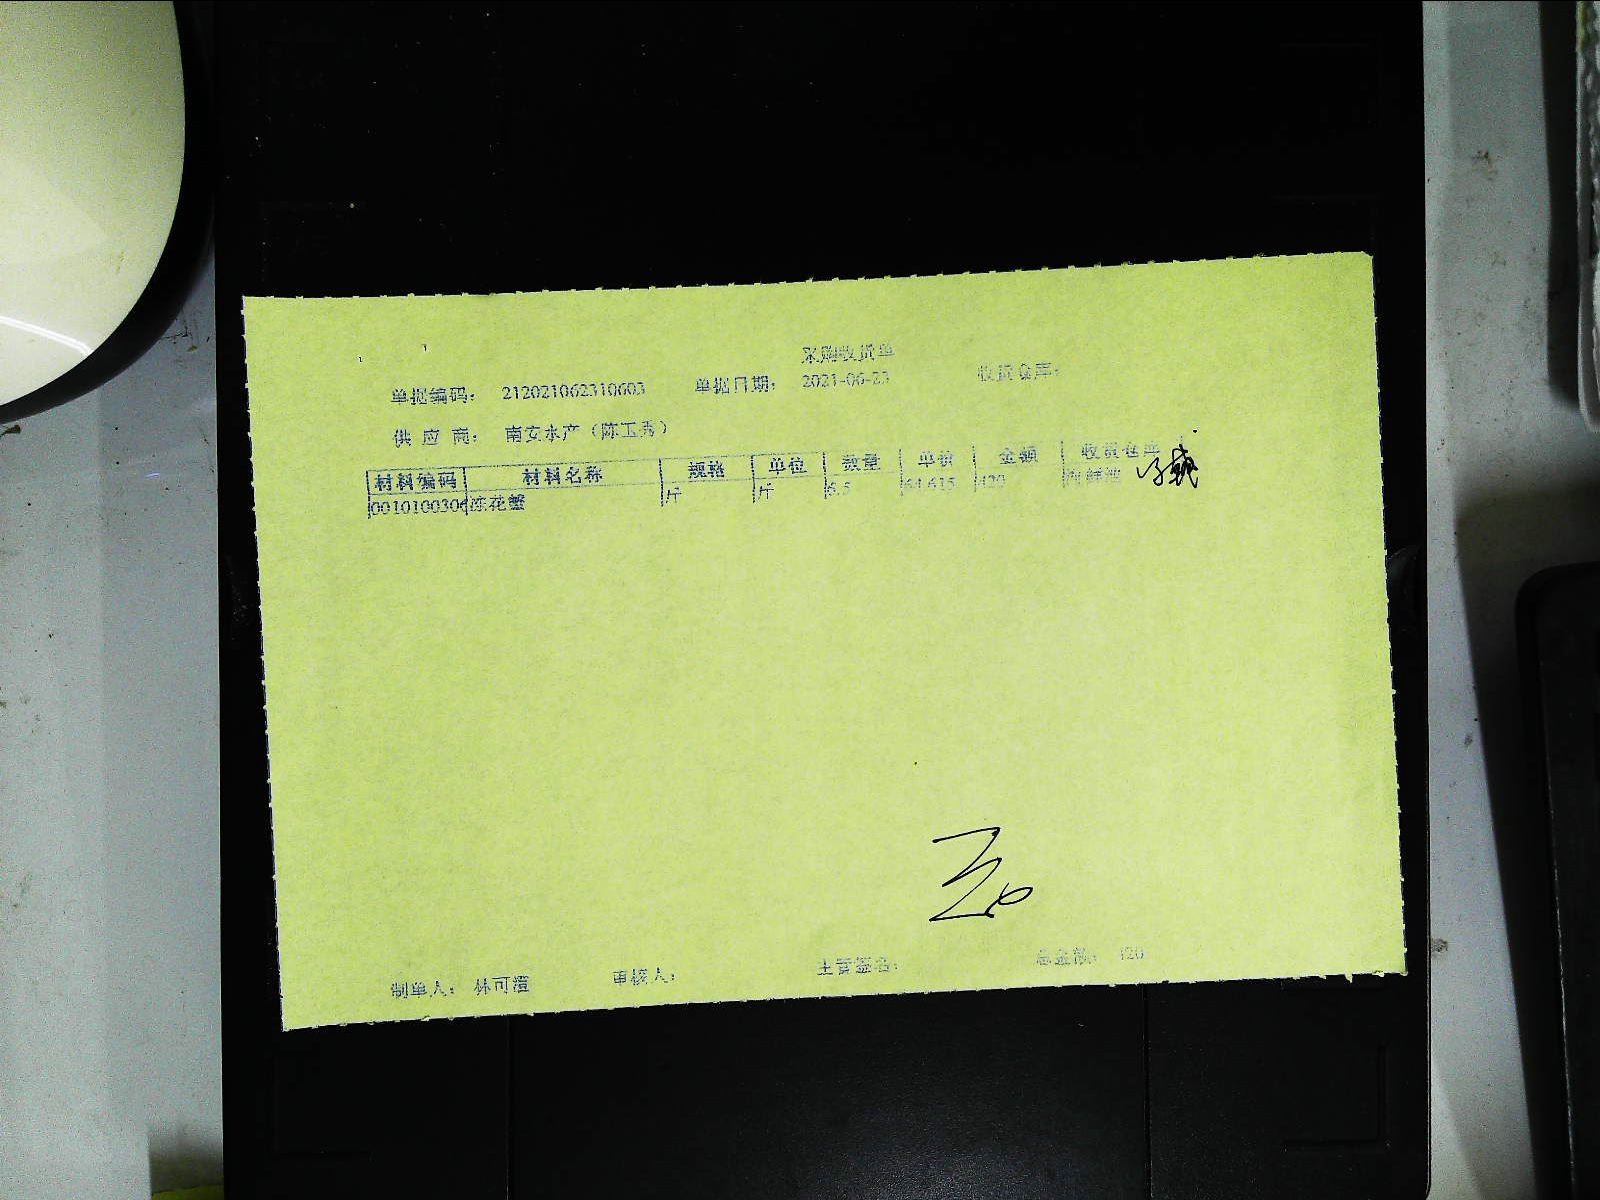 采购收货单
单据编码： 212021062310603 单据日期： 2021-06-23 收货仓库：
供 应 商： 南安水产（陈玉秀）
材料编码 材料名称 规格 单位 数量 单价 金额 收货仓库
0010100306 冻花蟹 斤 斤 6.5 64.615 420
制单人： 林可澄 审核人： 主管签名： 总金额： 420